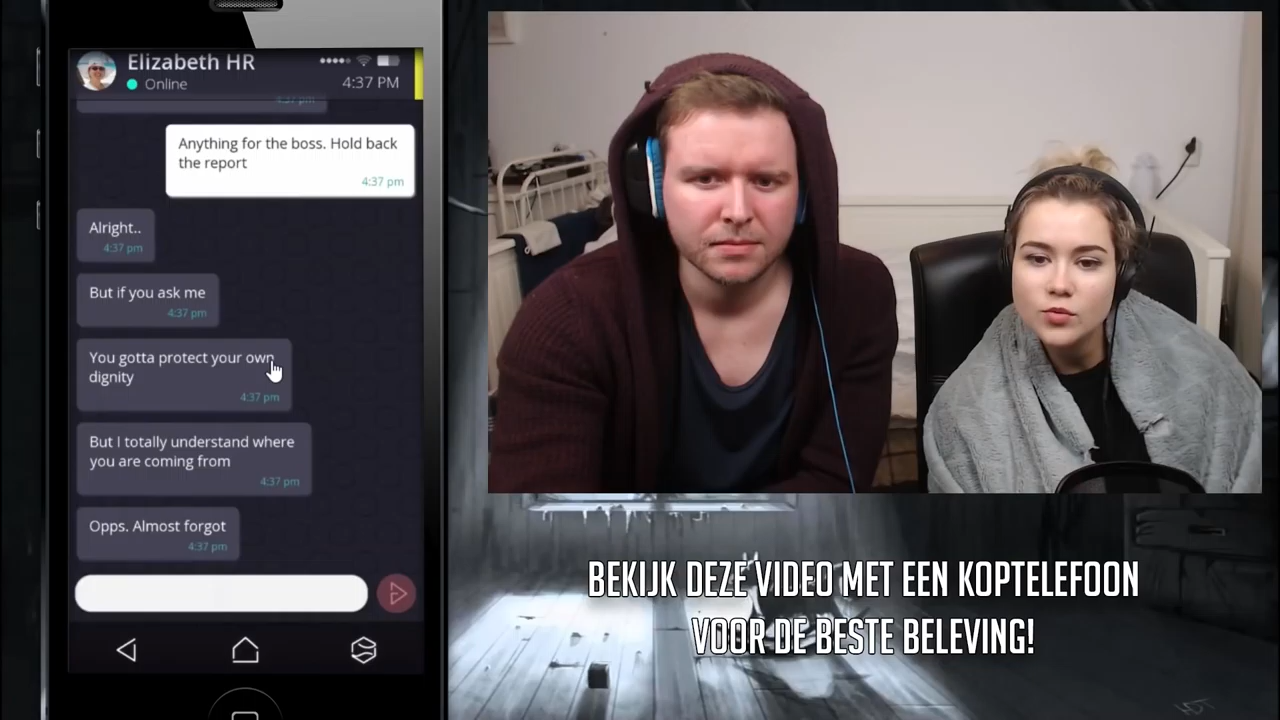 Elizabeth HR
Online
4:37 PM
4:37 pm
Anything for the boss. Hold back
the report
4:37 pm
Alright..
4:37 pm
But if you ask me
4:37 pm
You gotta protect your own
dignity
4:37 pm
But I totally understand where
you are coming from
4:37 pm
Opps. Almost forgot
4:37 pm
BEKIJK DEZE VIDEO MET EEN KOPTELEFOON
VOOR DE BESTE BELEVING!